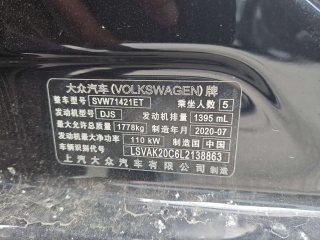 大众汽车(VOLKSWAGEN)牌
整车型号 SVW71421ET 乘坐人数 5
发动机型号 DJS 发动机排量 1395 mL
最大允许总质量 1778kg 制造年月 2020-07
发动机最大净功率 110 kW 制造国 中国
车辆识别代号 LSVAK20C6L2138863
上汽大众汽车有限公司 制造